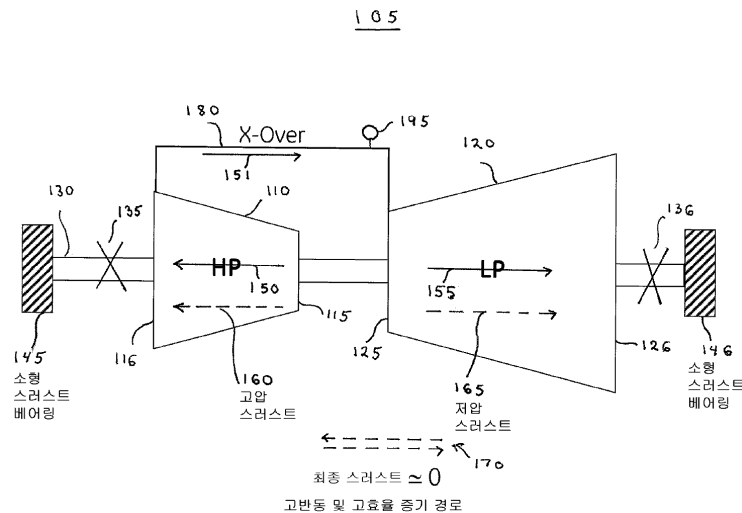 105
180
X-Over
195
151
120
130
135
110
136
HP
150
LP
155
115
145
소형
스러스트
베어링
116
160
고압
스러스트
125
165
저압
스러스트
126
146
소형
스러스트
베어링
170
최종 스러스트 ≃ 0
고반동 및 고효율 증기 경로